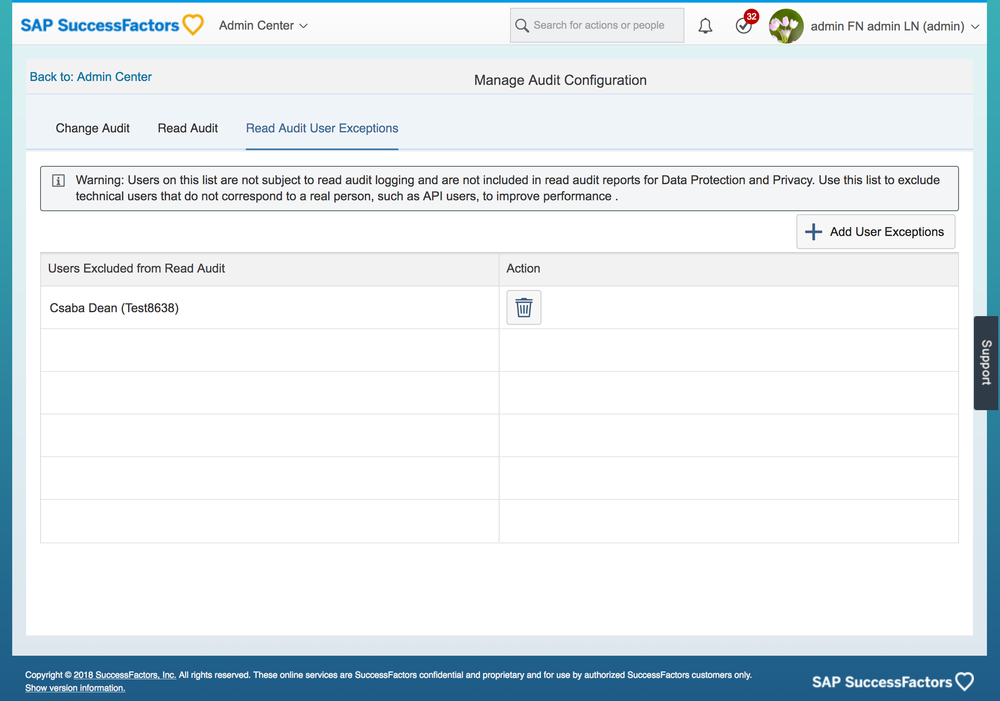 SAP SuccessFactors
Admin Center
Search for actions or people
32
admin FN admin LN (admin)
Back to: Admin Center
Manage Audit Configuration
Change Audit
Read Audit
Read Audit User Exceptions
Warning: Users on this list are not subject to read audit logging and are not included in read audit reports for Data Protection and Privacy. Use this list to exclude
technical users that do not correspond to a real person, such as API users, to improve performance .
Add User Exceptions
Users Excluded from Read Audit
Action
Csaba Dean (Test8638)
Support
Copyright © 2018 SuccessFactors, Inc. All rights reserved. These online services are SuccessFactors confidential and proprietary and for use by authorized SuccessFactors customers only.
Show version information.
SAP SuccessFactors